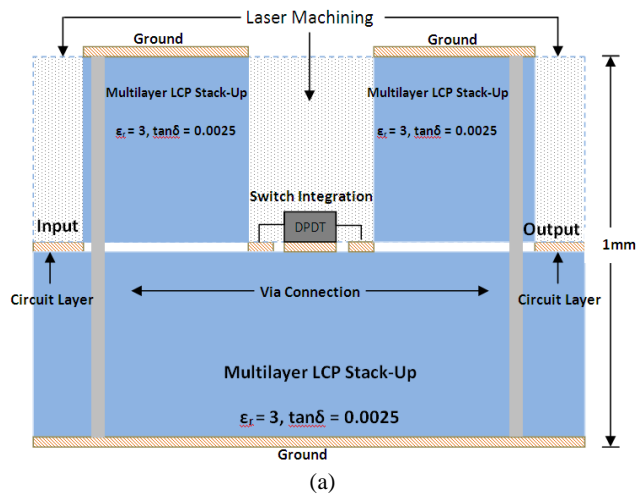 Laser Machining
Ground
Ground
Multilayer LCP Stack-Up
εr = 3, tanδ = 0.0025
Multilayer LCP Stack-Up
εr = 3, tanδ = 0.0025
Switch Integration
DPDT
Input
Output
1mm
Circuit Layer
Via Connection
Circuit Layer
Multilayer LCP Stack-Up
εr = 3, tanδ = 0.0025
Ground
(a)